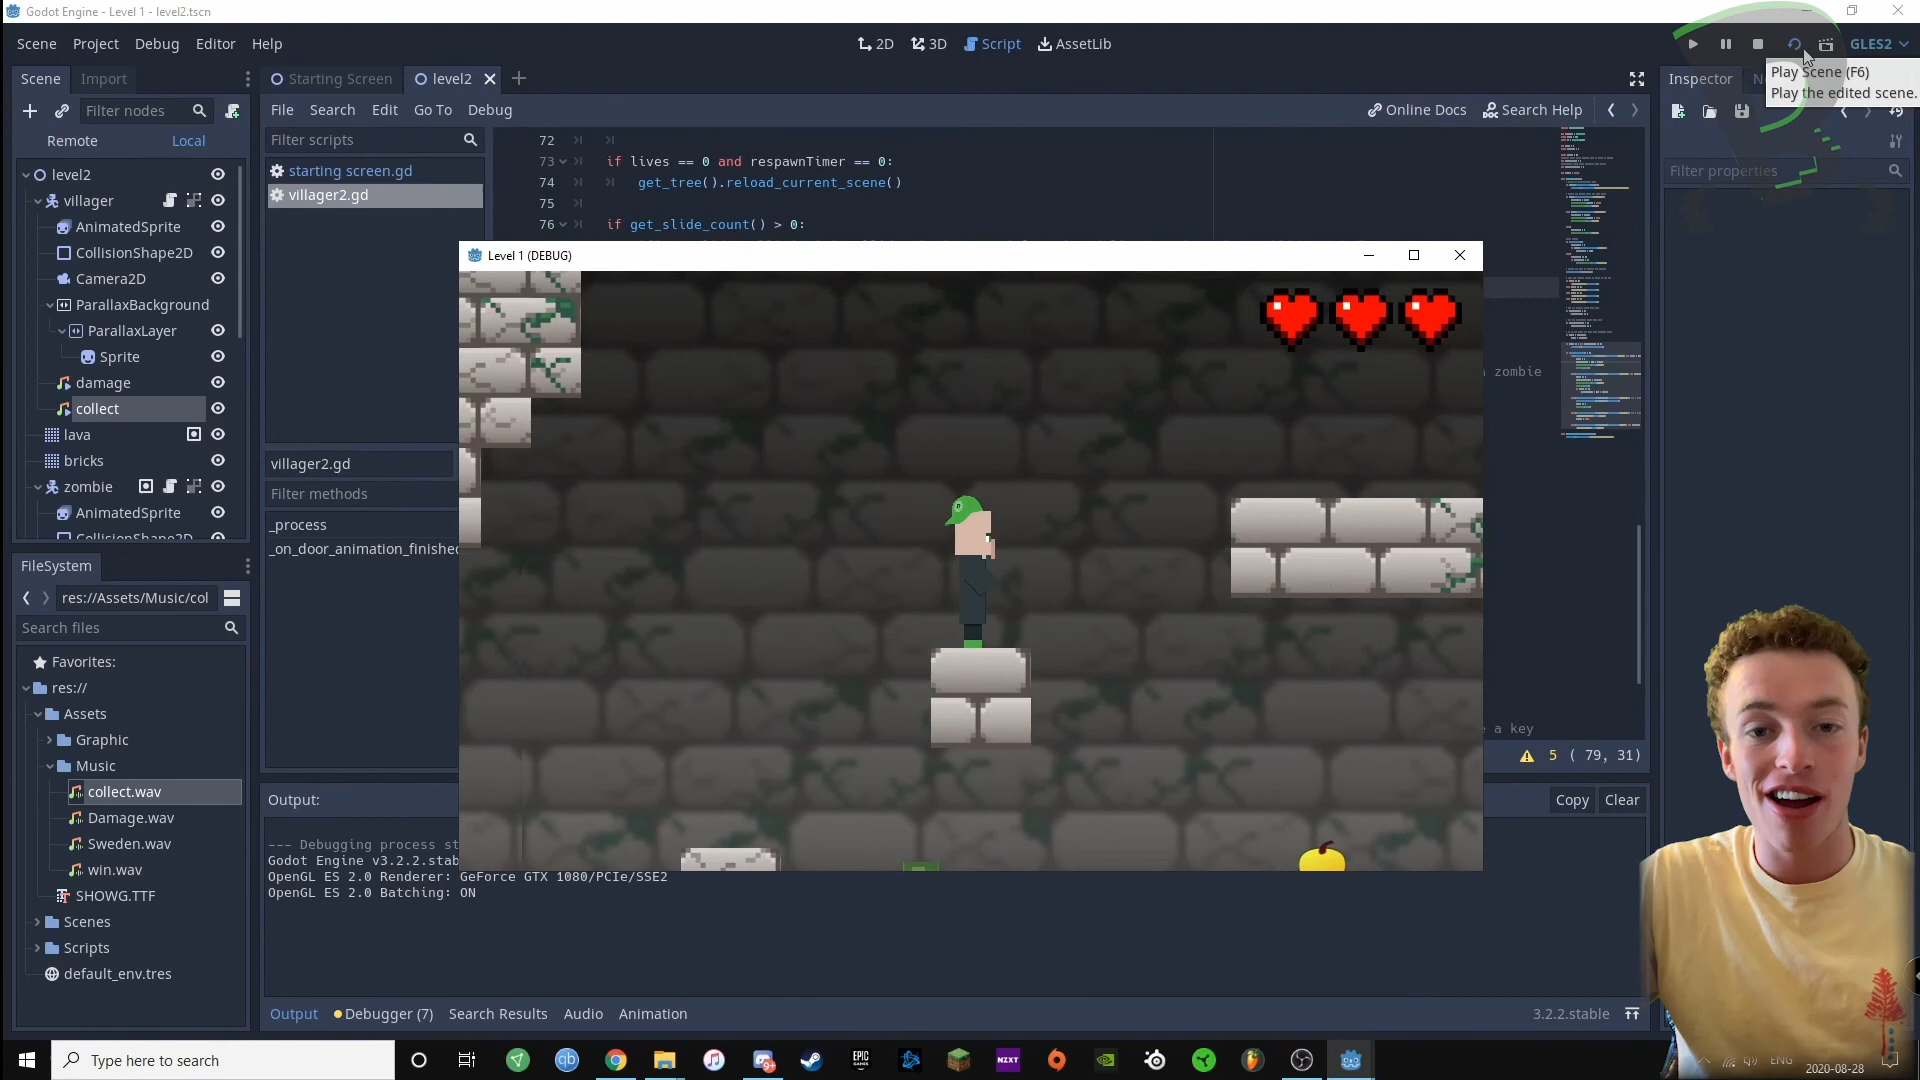 Godot Engine - Level 1 - level2.tscn
Scene Project Debug Editor Help
2D 3D Script AssetLib
GLES2
Play Scene (F6)
Play the edited scene.
Scene Import
Starting Screen level2
Inspector
Filter nodes
File Search Edit Go To Debug
Online Docs Search Help
Remote Local
Filter scripts
Filter properties
starting screen.gd
villager2.gd
level2
villager
AnimatedSprite
CollisionShape2D
Camera2D
ParallaxBackground
ParallaxLayer
Sprite
damage
collect
lava
bricks
zombie
AnimatedSprite
CollisionShape2D
72
73 if lives == 0 and respawnTimer == 0:
74 get_tree().reload_current_scene()
75
76 if get_slide_count() > 0:
Level 1 (DEBUG)
zombie
villager2.gd
Filter methods
_process
_on_door_animation_finished
a key
5 ( 79, 31)
FileSystem
res://Assets/Music/col
Search files
Favorites:
res://
Assets
Graphic
Music
collect.wav
Damage.wav
Sweden.wav
win.wav
SHOWG.TTF
Scenes
Scripts
default_env.tres
Output:
Copy Clear
--- Debugging process st
Godot Engine v3.2.2.stab
OpenGL ES 2.0 Renderer: GeForce GTX 1080/PCIe/SSE2
OpenGL ES 2.0 Batching: ON
Output Debugger (7) Search Results Audio Animation
3.2.2.stable
Type here to search
EPIC GAMES
NZXT
ENG
2020-08-28